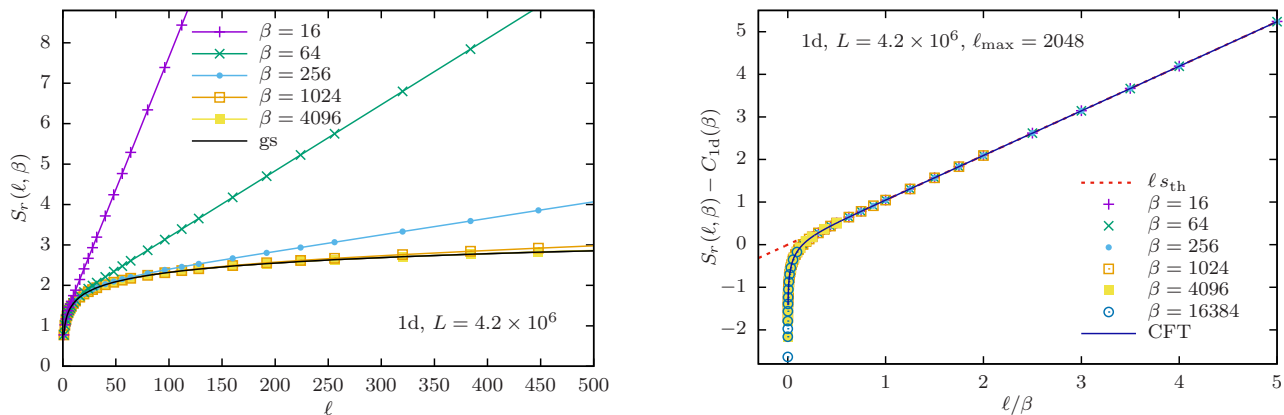 8
7
6
5
4
3
2
1
0
S_r(ℓ, β)
β = 16
β = 64
β = 256
β = 1024
β = 4096
gs
1d, L = 4.2 × 10^6
0 50 100 150 200 250 300 350 400 450 500
ℓ
5
4
3
2
1
0
−1
−2
S_r(ℓ, β) − C_1d(β)
1d, L = 4.2 × 10^6, ℓ_max = 2048
ℓ s_th
β = 16
β = 64
β = 256
β = 1024
β = 4096
β = 16384
CFT
0 1 2 3 4 5
ℓ/β